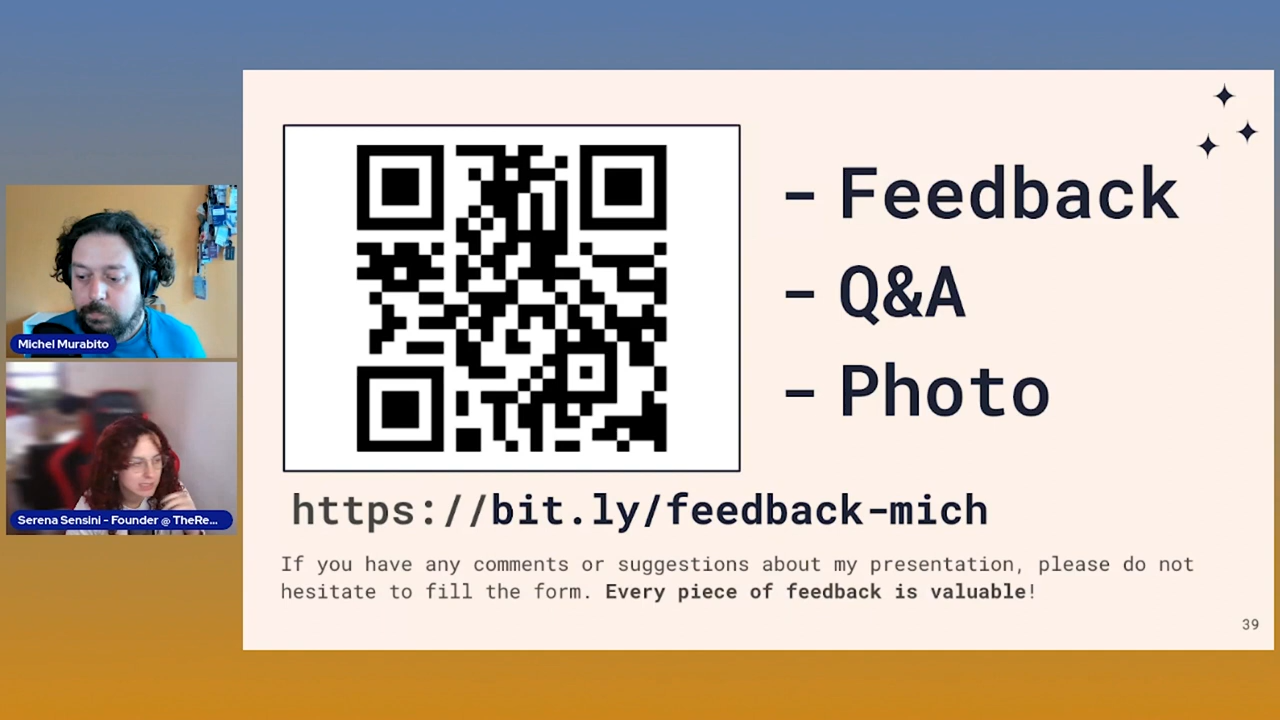 Michel Murabito
Serena Sensini - Founder @ TheRe...
- Feedback
- Q&A
- Photo
https://bit.ly/feedback-mich
If you have any comments or suggestions about my presentation, please do not
hesitate to fill the form. Every piece of feedback is valuable!
39